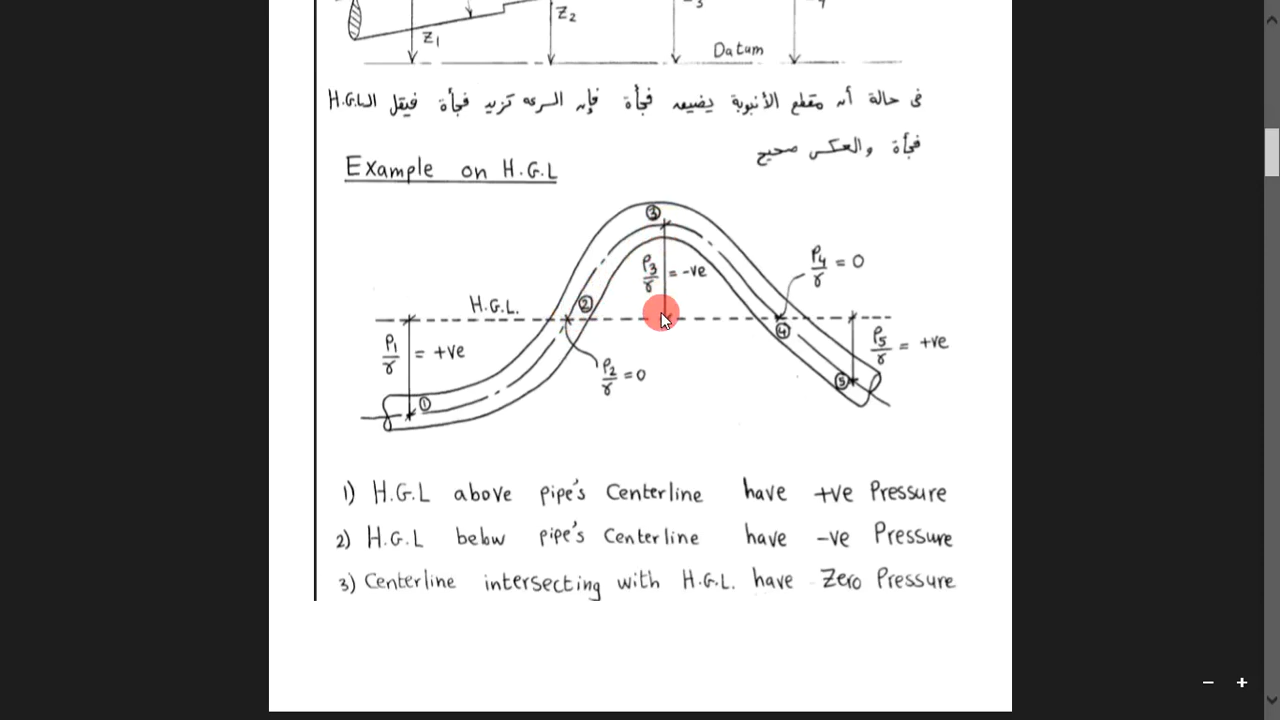 Z1
Z2
Datum
فى حالة أن مقطع الأنبوبة يضيق فجأة فإن السرعة تزيد فجأة فيقل الـ H.G.L
فجأة والعكس صحيح
Example on H.G.L
③
P4/γ = 0
P3/γ = -ve
②
H.G.L.
④
P1/γ = +ve
P5/γ = +ve
P2/γ = 0
⑤
①
1) H.G.L above pipe's Centerline have +ve Pressure
2) H.G.L below pipe's Centerline have -ve Pressure
3) Centerline intersecting with H.G.L. have Zero Pressure